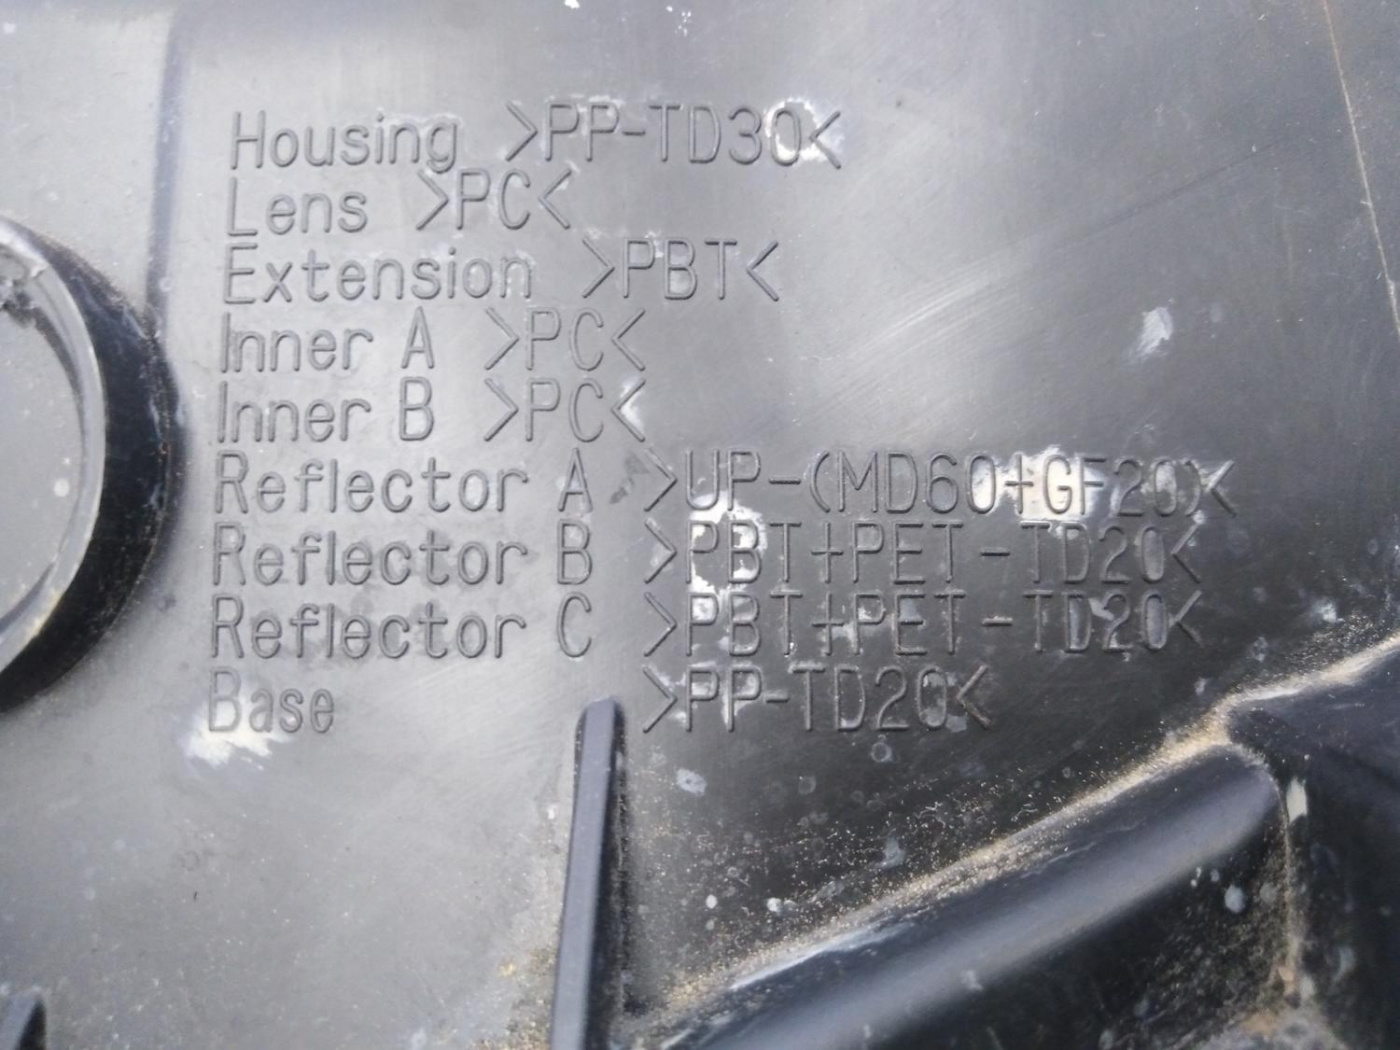 Housing >PP-TD30<
Lens >PC<
Extension >PBT<
Inner A >PC<
Inner B >PC<
Reflector A >UP-(MD60+GF20)<
Reflector B >PBT+PET-TD20<
Reflector C >PBT+PET-TD20<
Base >PP-TD20<